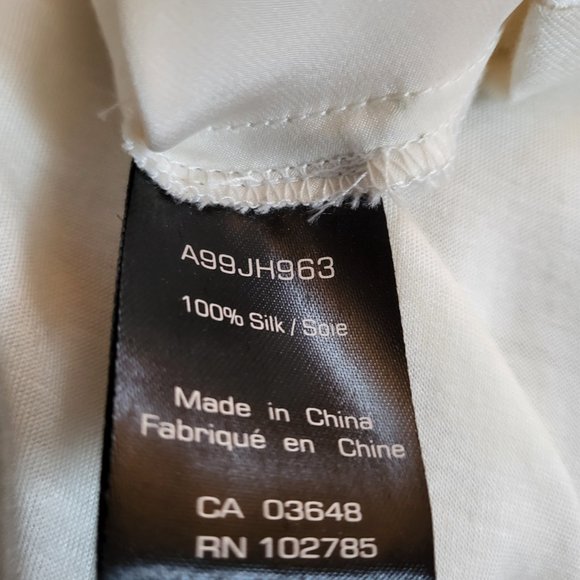 A99JH963
100% Silk / Soie
Made in China
Fabriqué en Chine
CA 03648
RN 102785